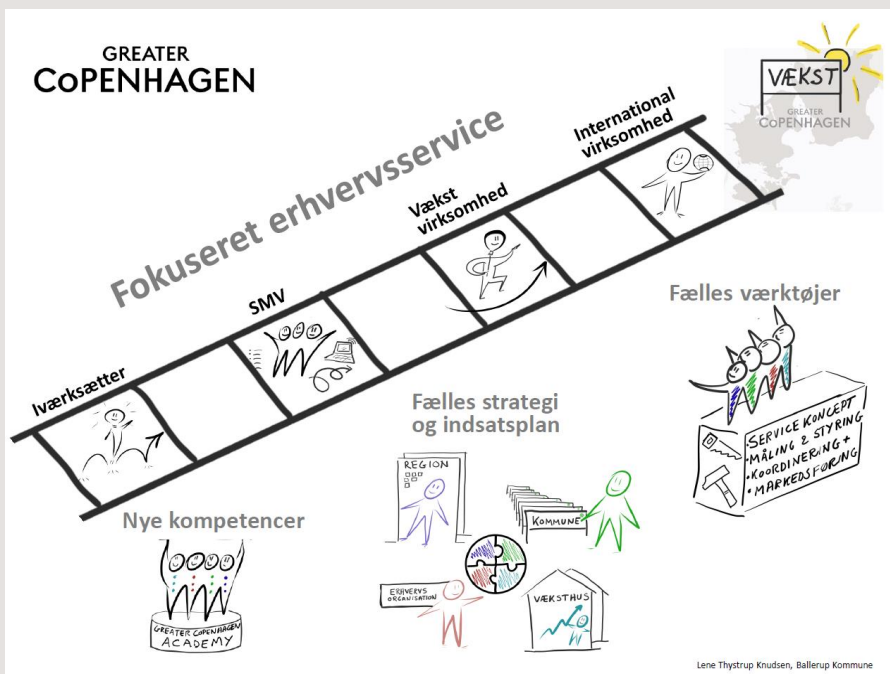 GREATER
COPENHAGEN
VÆKST
GREATER
COPENHAGEN
Fokuseret erhvervsservice
International
virksomhed
Vækst
virksomhed
SMV
Iværksætter
Fælles værktøjer
SERVICE KONCEPT
• MÅLING & STYRING
• KOORDINERING +
• MARKEDSFØRING
Fælles strategi
og indsatsplan
REGION
KOMMUNE
ERHVERVS
ORGANISATION
VÆKSTHUS
Nye kompetencer
GREATER COPENHAGEN
ACADEMY
Lene Thystrup Knudsen, Ballerup Kommune